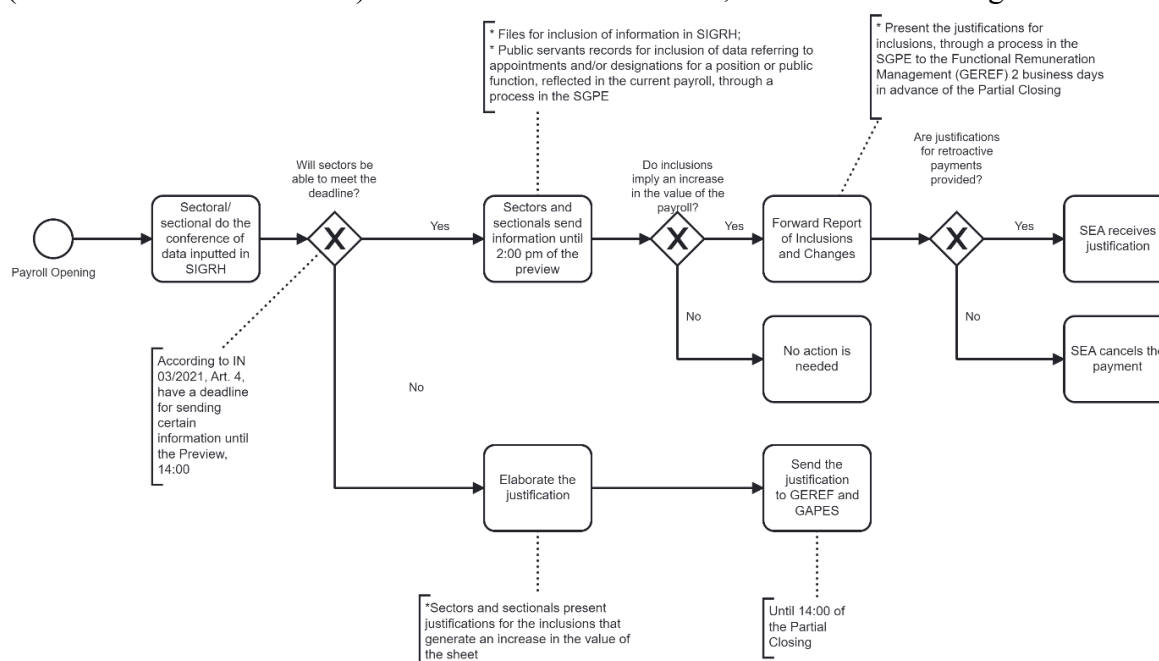 * Files for inclusion of information in SIGRH;
* Public servants records for inclusion of data referring to
appointments and/or designations for a position or public
function, reflected in the current payroll, through a
process in the SGPE
* Present the justifications for
inclusions, through a process in the
SGPE to the Functional Remuneration
Management (GEREF) 2 business days
in advance of the Partial Closing
Will sectors be
able to meet the
deadline?
Do inclusions
imply an increase
in the value of the
payroll?
Are justifications
for retroactive
payments
provided?
Payroll Opening
Sectoral/
sectional do the
conference of
data inputted in
SIGRH
X
Yes
Sectors and
sectionals send
information until
2:00 pm of the
preview
X
Yes
Forward Report
of Inclusions
and Changes
X
Yes
SEA receives
justification
No
No action is
needed
No
SEA cancels the
payment
According to IN
03/2021, Art. 4,
have a deadline
for sending
certain
information until
the Preview,
14:00
No
Elaborate the
justification
Send the
justification
to GEREF and
GAPES
*Sectors and sectionals present
justifications for the inclusions that
generate an increase in the value of
the sheet
Until 14:00 of
the Partial
Closing